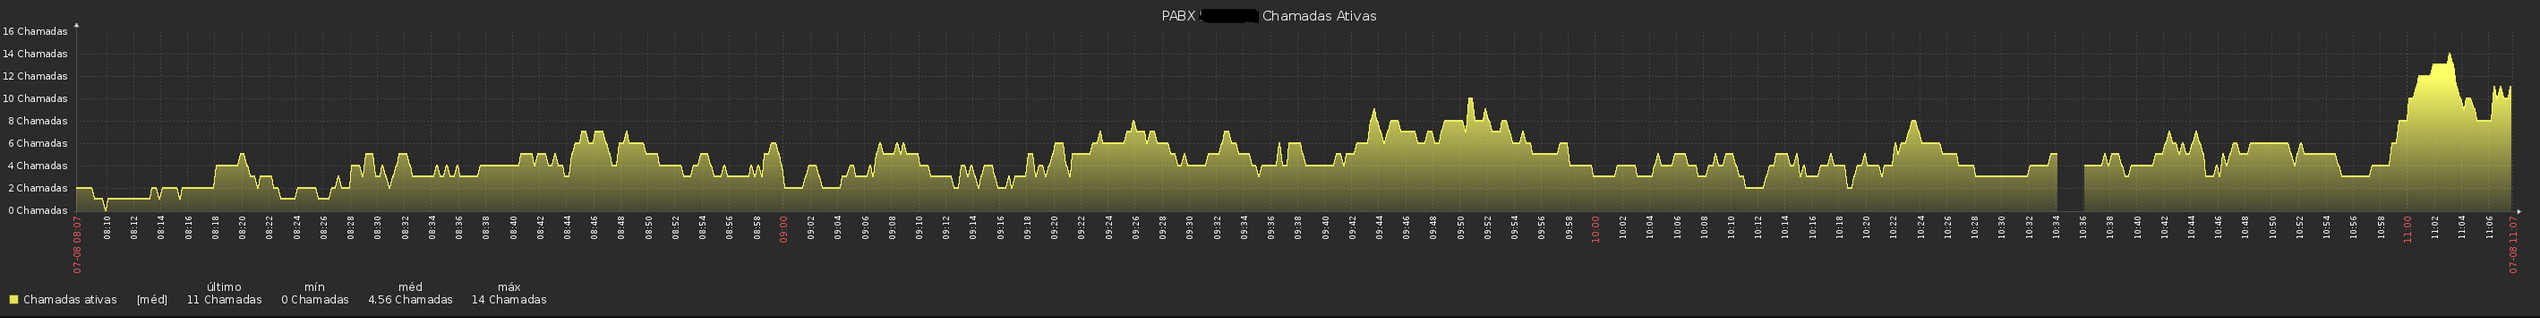 PABX Chamadas Ativas
16 Chamadas
14 Chamadas
12 Chamadas
10 Chamadas
8 Chamadas
6 Chamadas
4 Chamadas
2 Chamadas
0 Chamadas
07-08 08:07 08:10 08:12 08:14 08:16 08:18 08:20 08:22 08:24 08:26 08:28 08:30 08:32 08:34 08:36 08:38 08:40 08:42 08:44 08:46 08:48 08:50 08:52 08:54 08:56 08:58 09:00 09:02 09:04 09:06 09:08 09:10 09:12 09:14 09:16 09:18 09:20 09:22 09:24 09:26 09:28 09:30 09:32 09:34 09:36 09:38 09:40 09:42 09:44 09:46 09:48 09:50 09:52 09:54 09:56 09:58 10:00 10:02 10:04 10:06 10:08 10:10 10:12 10:14 10:16 10:18 10:20 10:22 10:24 10:26 10:28 10:30 10:32 10:34 10:36 10:38 10:40 10:42 10:44 10:46 10:48 10:50 10:52 10:54 10:56 10:58 11:00 11:02 11:04 11:06 07-08 11:07
último mín méd máx
Chamadas ativas [méd] 11 Chamadas 0 Chamadas 4.56 Chamadas 14 Chamadas